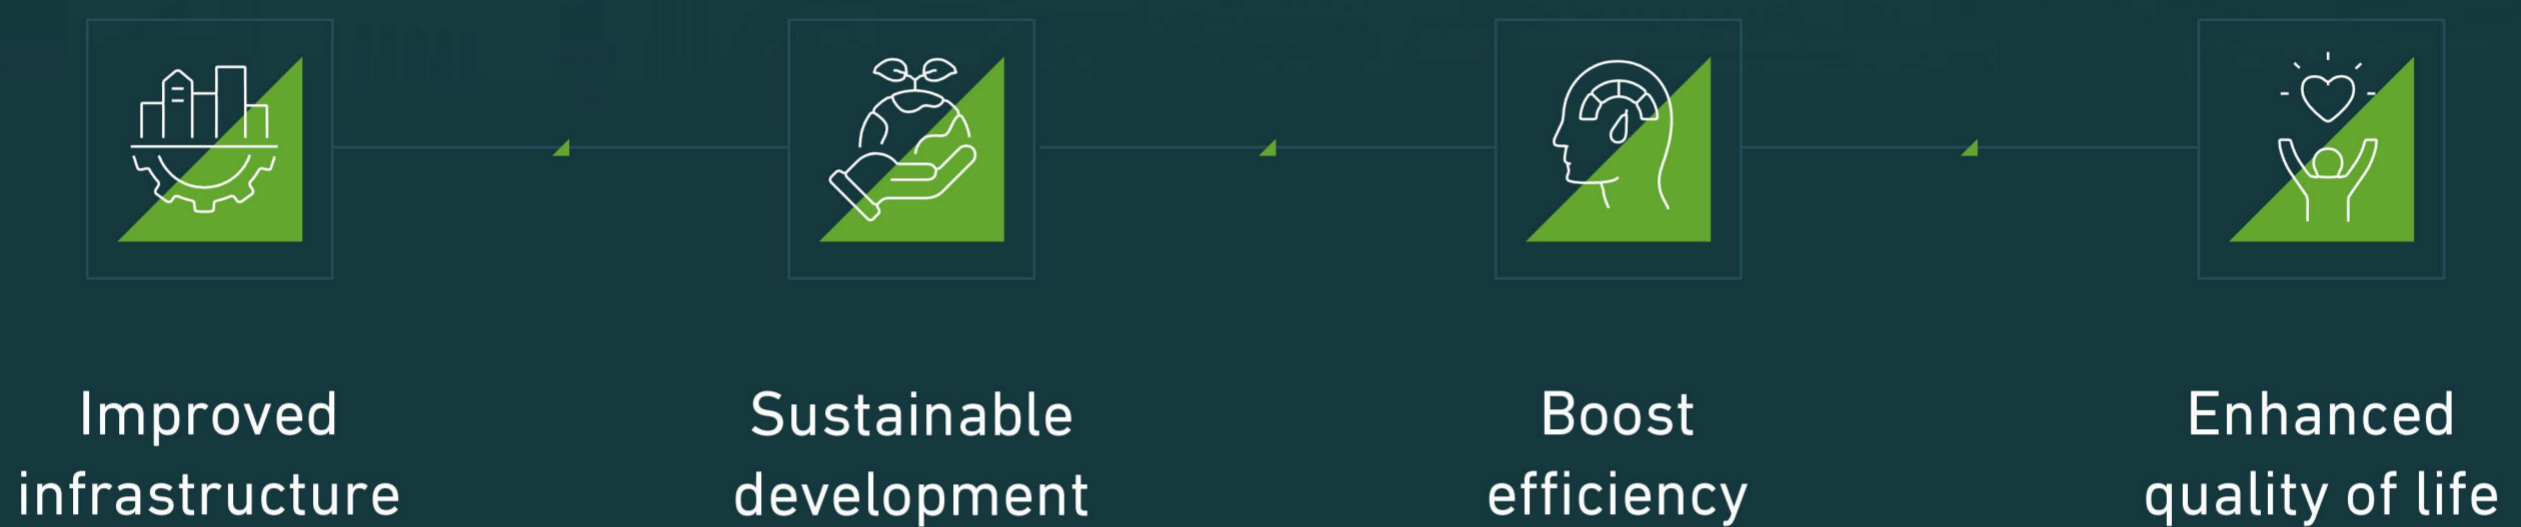 Improved
infrastructure
Sustainable
development
Boost
efficiency
Enhanced
quality of life